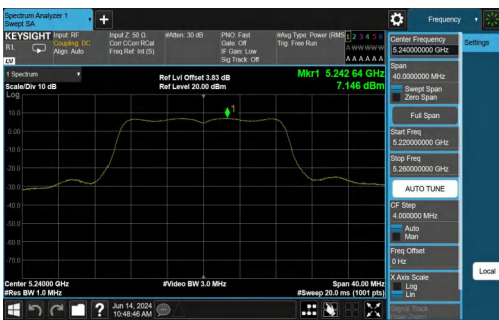 Spectrum Analyzer 1
Swept SA
Frequency
KEYSIGHT
RL
Input: RF
Coupling: DC
Align: Auto
Input Z: 50 Ω
Corr CCorr RCal
Freq Ref: Int (S)
#Atten: 30 dB
PNO: Fast
Gate: Off
IF Gain: Low
Sig Track: Off
#Avg Type: Power (RMS
Trig: Free Run
1 2 3 4 5 6
A W W W W W
A A A A A A
1 Spectrum
Scale/Div 10 dB
Log
Ref Lvl Offset 3.83 dB
Ref Level 20.00 dBm
Mkr1 5.242 64 GHz
7.146 dBm
1
10.0
0.00
-10.0
-20.0
-30.0
-40.0
-50.0
-60.0
-70.0
Center 5.24000 GHz
#Res BW 1.0 MHz
#Video BW 3.0 MHz
Span 40.00 MHz
#Sweep 20.0 ms (1001 pts)
Jun 14, 2024
10:48:46 AM
Center Frequency
5.240000000 GHz
Settings
Span
40.0000000 MHz
Swept Span
Zero Span
Full Span
Start Freq
5.220000000 GHz
Stop Freq
5.260000000 GHz
AUTO TUNE
CF Step
4.000000 MHz
Auto
Man
Freq Offset
0 Hz
X Axis Scale
Log
Lin
Local
Signal Track